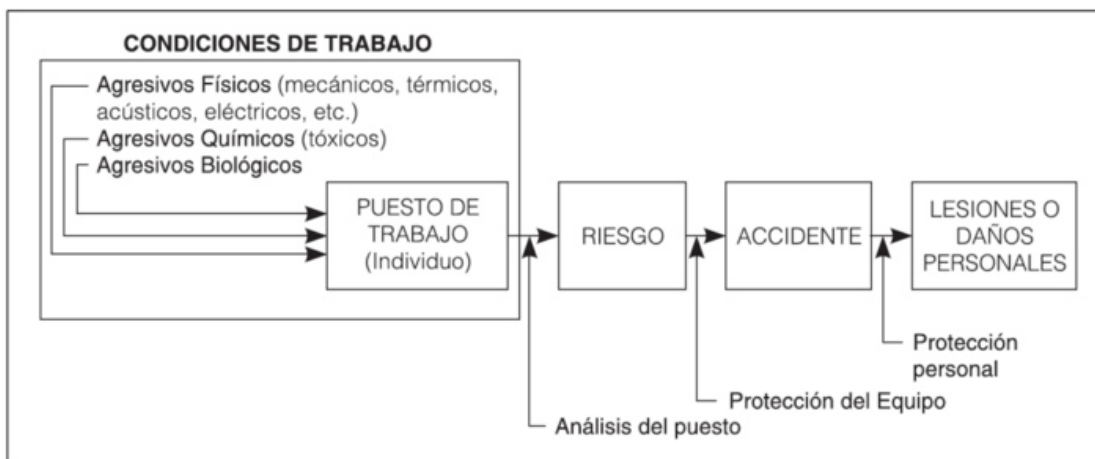 CONDICIONES DE TRABAJO
Agresivos Físicos (mecánicos, térmicos,
acústicos, eléctricos, etc.)
Agresivos Químicos (tóxicos)
Agresivos Biológicos
PUESTO DE
TRABAJO
(Individuo)
RIESGO
ACCIDENTE
LESIONES O
DAÑOS
PERSONALES
Protección
personal
Protección del Equipo
Análisis del puesto